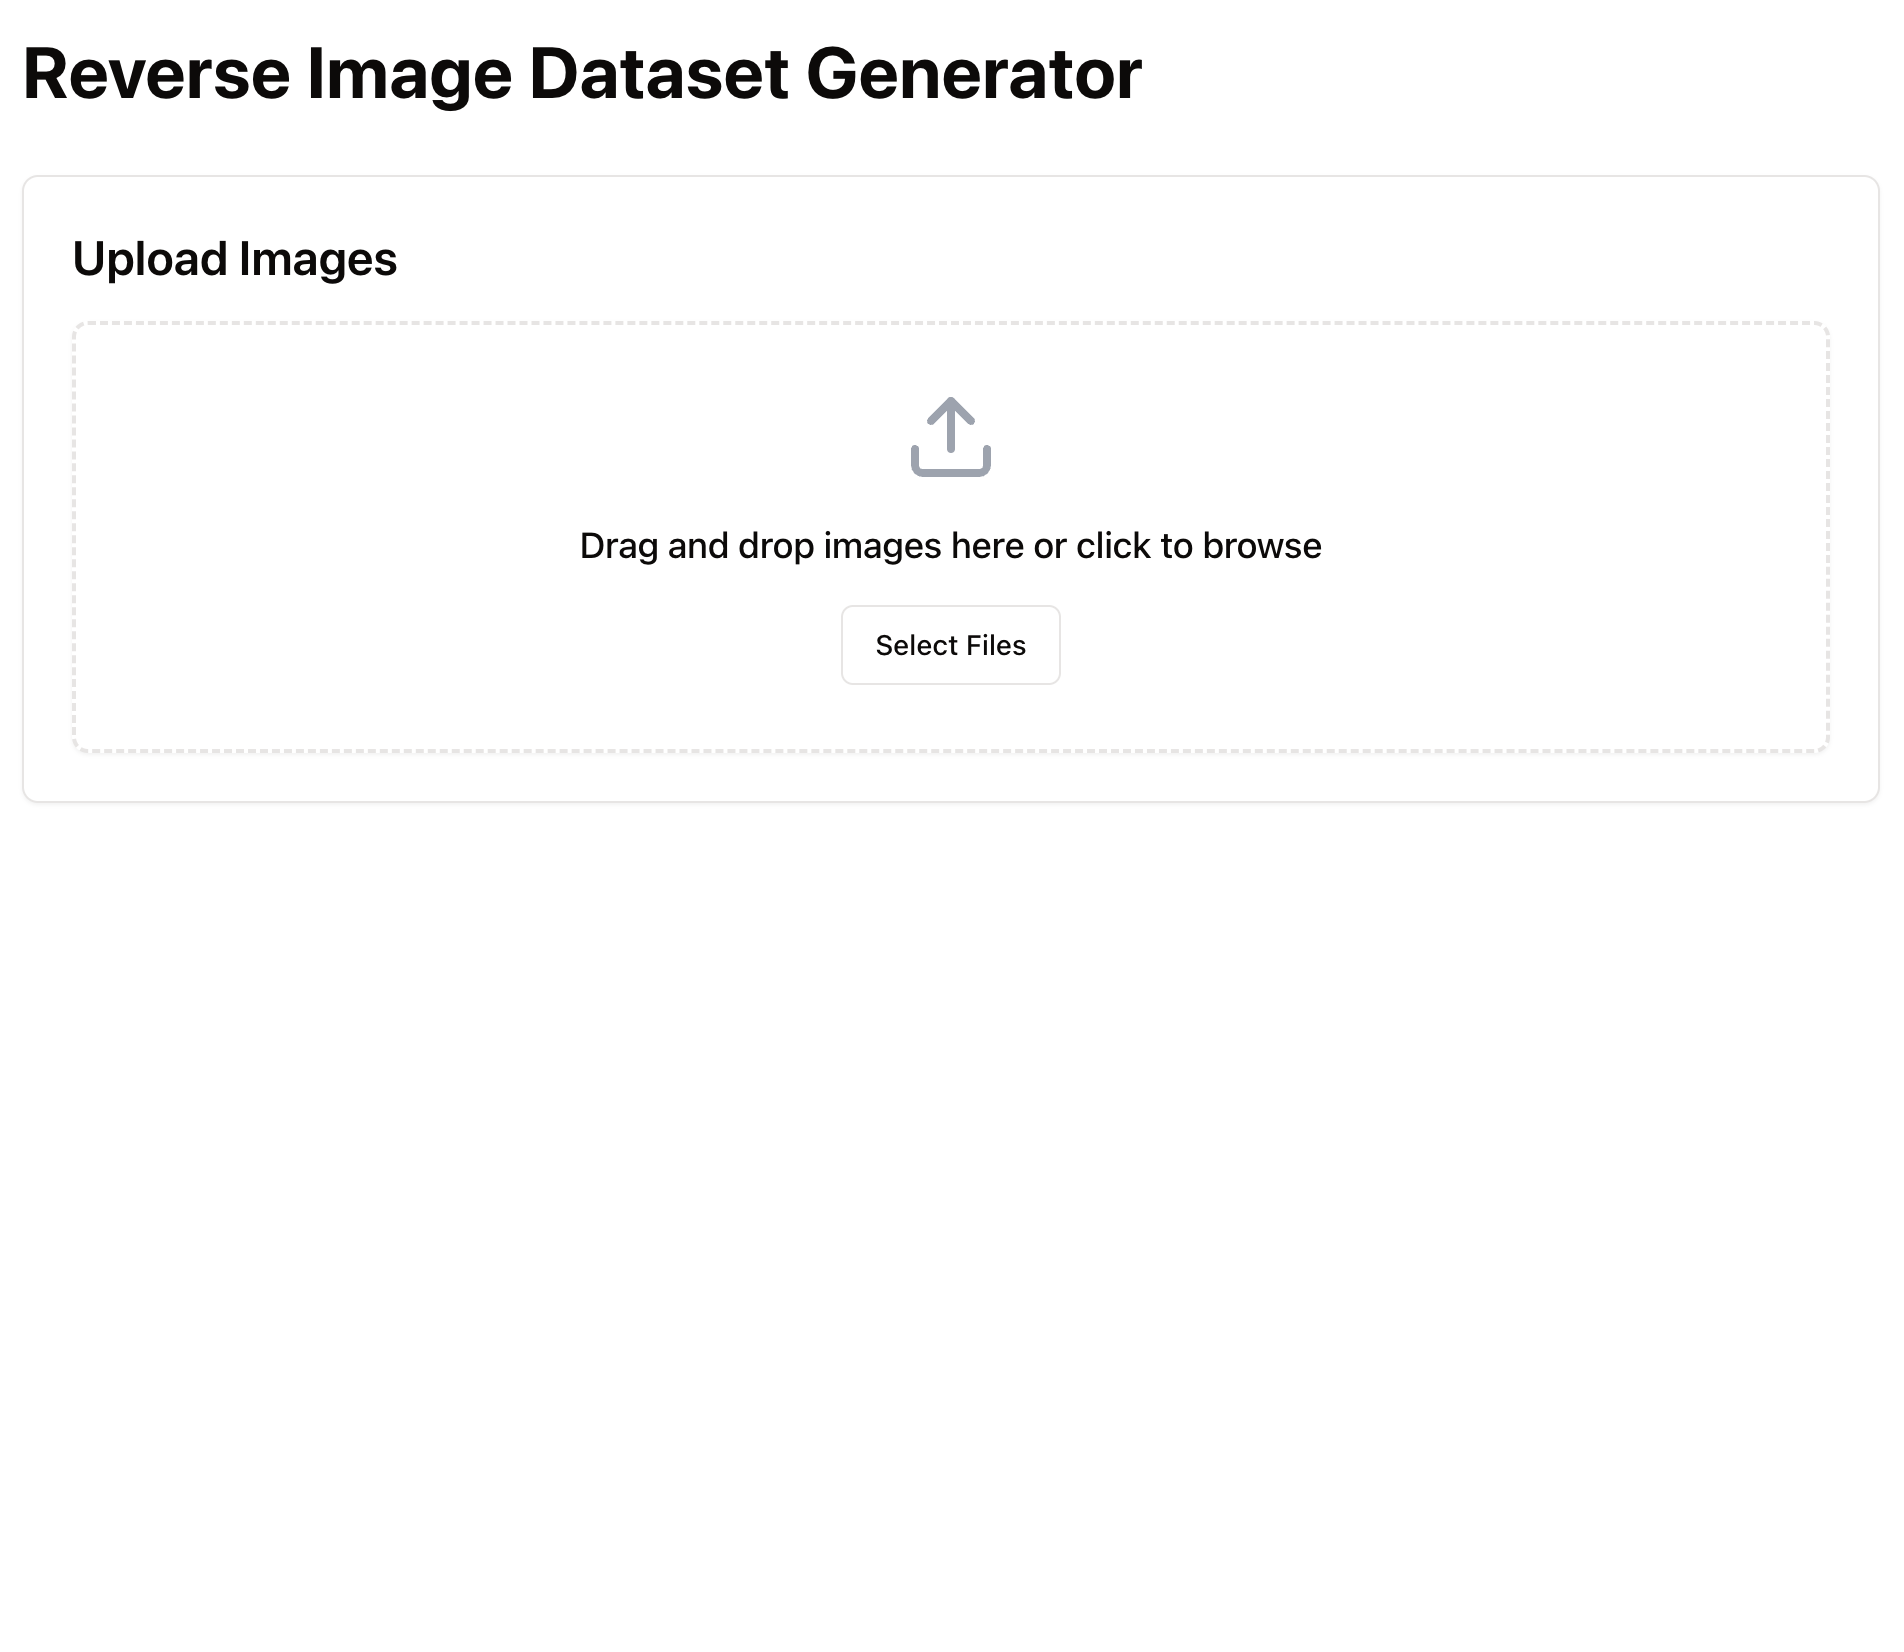 Reverse Image Dataset Generator
Upload Images
Drag and drop images here or click to browse
Select Files